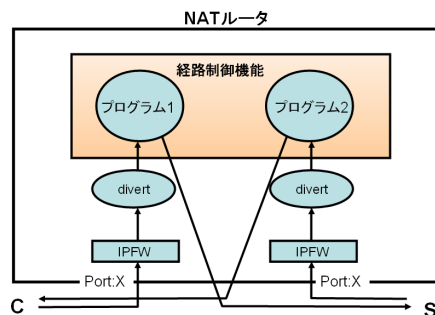 NATルータ
経路制御機能
プログラム1
プログラム2
divert
divert
IPFW
IPFW
Port:X
Port:X
C
S